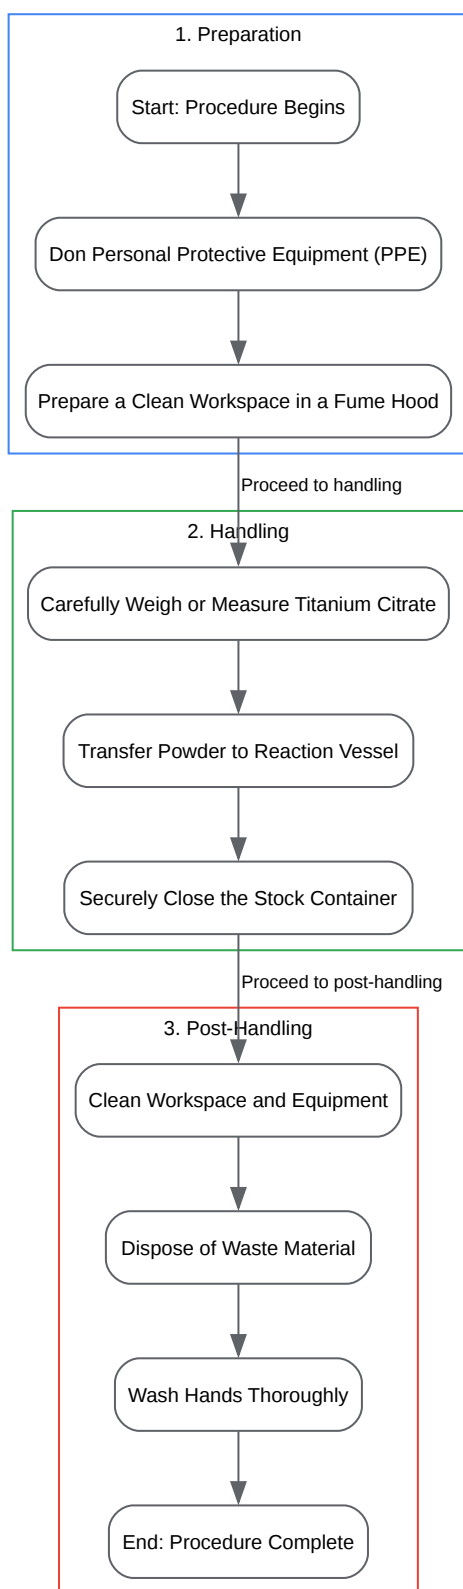 1. Preparation
Start: Procedure Begins
Don Personal Protective Equipment (PPE)
Prepare a Clean Workspace in a Fume Hood
Proceed to handling
2. Handling
Carefully Weigh or Measure Titanium Citrate
Transfer Powder to Reaction Vessel
Securely Close the Stock Container
Proceed to post-handling
3. Post-Handling
Clean Workspace and Equipment
Dispose of Waste Material
Wash Hands Thoroughly
End: Procedure Complete